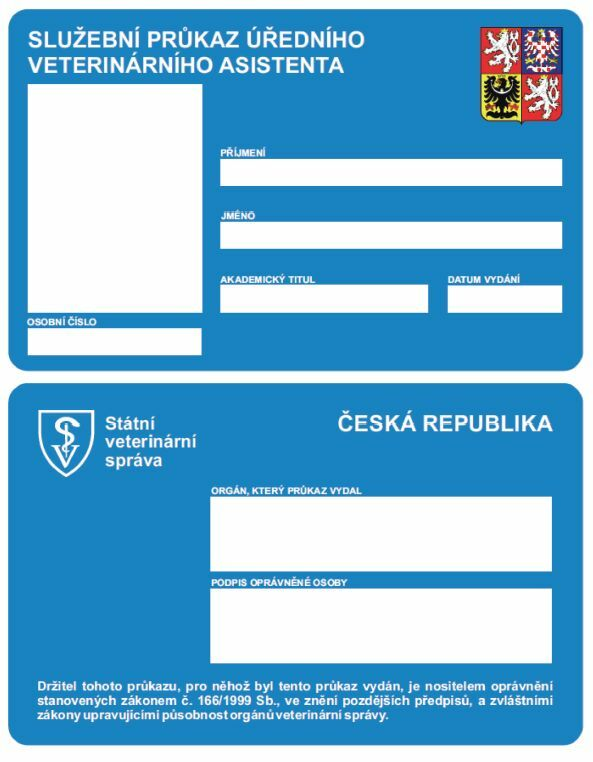 SLUŽEBNÍ PRŮKAZ ÚŘEDNÍHO
VETERINÁRNÍHO ASISTENTA
PŘÍJMENÍ
JMÉNO
AKADEMICKÝ TITUL
DATUM VYDÁNÍ
OSOBNÍ ČÍSLO
Státní
veterinární
správa
ČESKÁ REPUBLIKA
ORGÁN, KTERÝ PRŮKAZ VYDAL
PODPIS OPRÁVNĚNÉ OSOBY
Držitel tohoto průkazu, pro něhož byl tento průkaz vydán, je nositelem oprávnění
stanovených zákonem č. 166/1999 Sb., ve znění pozdějších předpisů, a zvláštními
zákony upravujícími působnost orgánů veterinární správy.